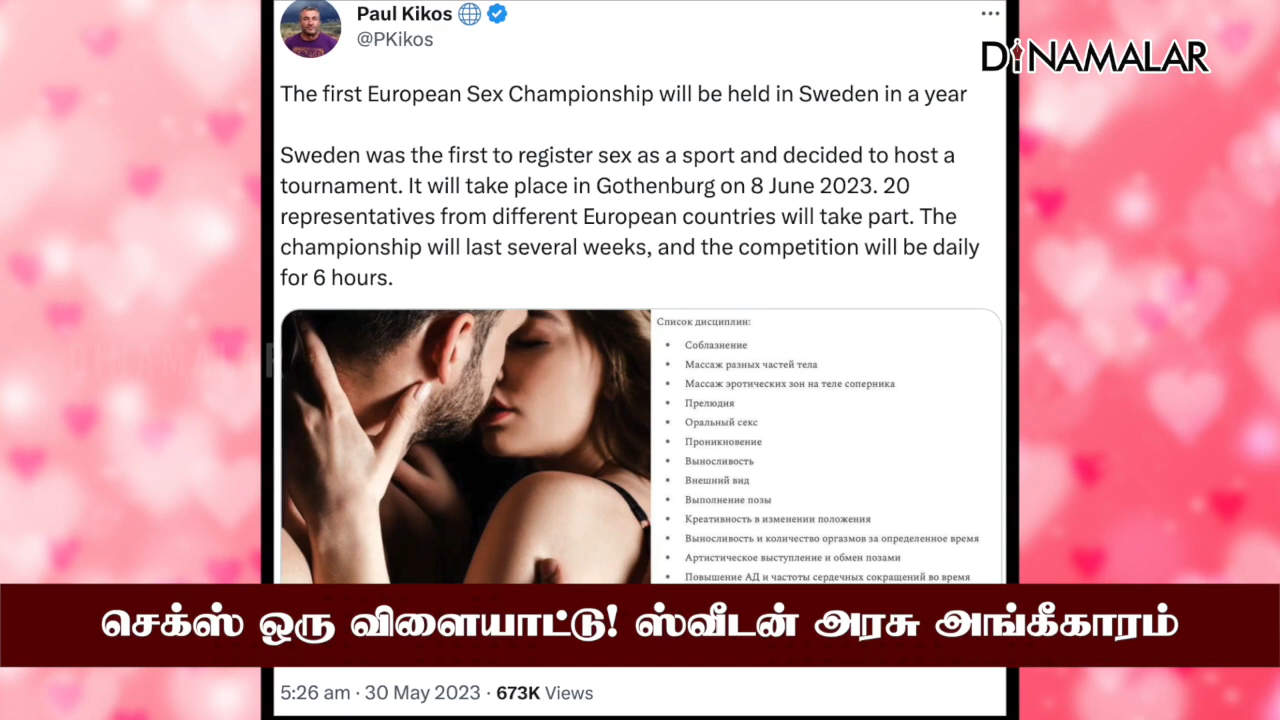 Paul Kikos
@PKikos
DINAMALAR
The first European Sex Championship will be held in Sweden in a year
Sweden was the first to register sex as a sport and decided to host a
tournament. It will take place in Gothenburg on 8 June 2023. 20
representatives from different European countries will take part. The
championship will last several weeks, and the competition will be daily
for 6 hours.
Список дисциплин:
• Соблазнение
• Массаж разных частей тела
• Массаж эротических зон на теле соперника
• Прелюдия
• Оральный секс
• Проникновение
• Выносливость
• Внешний вид
• Выполнение позы
• Креативность в изменении положения
• Выносливость и количество оргазмов за определенное время
• Артистическое выступление и обмен позами
• Повышение АД и частоты сердечных сокращений во время
செக்ஸ் ஒரு விளையாட்டு! ஸ்வீடன் அரசு அங்கீகாரம்
5:26 am · 30 May 2023 · 673K Views